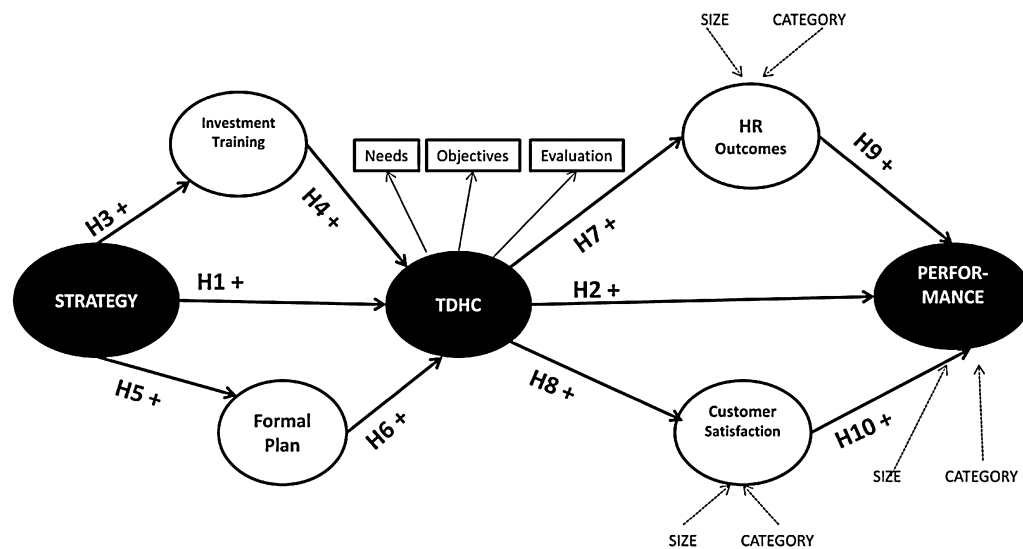 SIZE
CATEGORY
Investment
Training
HR
Outcomes
H9 +
Needs
Objectives
Evaluation
H3 +
H4 +
H7 +
STRATEGY
H1 +
TDHC
H2 +
PERFOR-
MANCE
H5 +
Formal
Plan
H6 +
H8 +
Customer
Satisfaction
H10 +
SIZE
CATEGORY
SIZE
CATEGORY